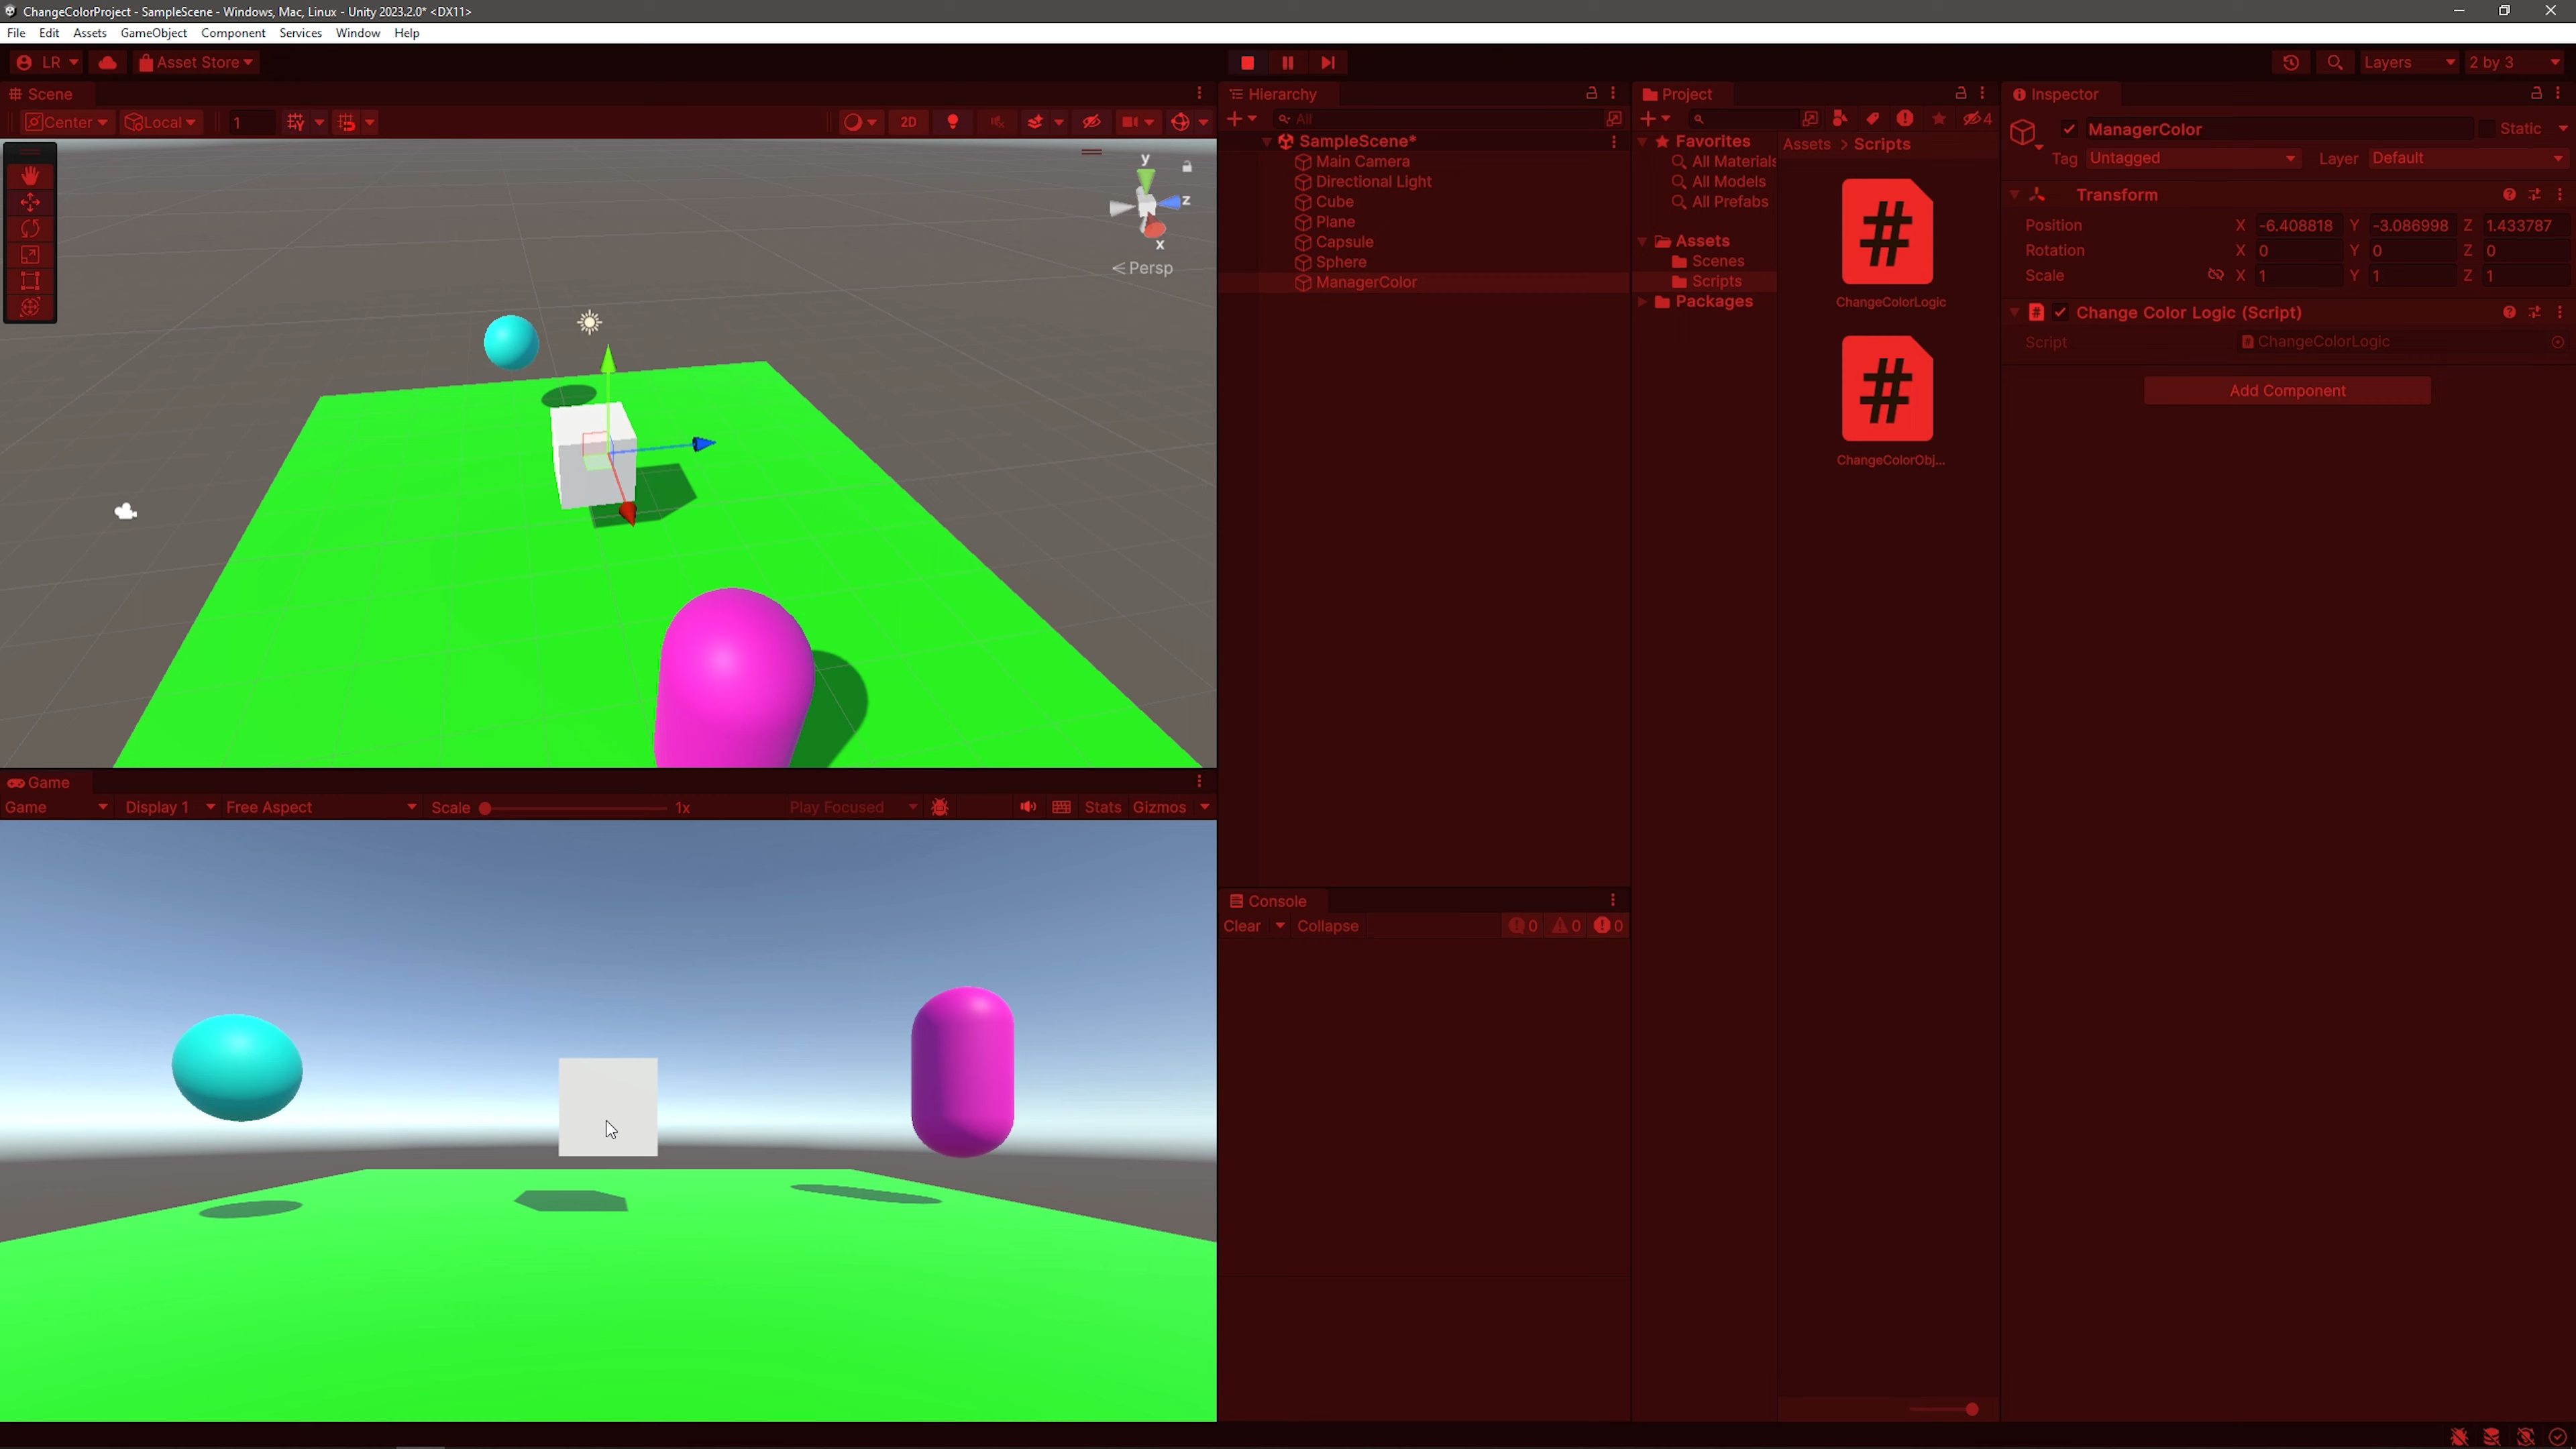 ChangeColorProject - SampleScene - Windows, Mac, Linux - Unity 2023.2.0* <DX11>
File Edit Assets GameObject Component Services Window Help
LR Asset Store Layers 2 by 3
Scene
Center Local 1 2D
y
z
x
Persp
Game
Game Display 1 Free Aspect Scale 1x Play Focused Stats Gizmos
Hierarchy
All
SampleScene*
Main Camera
Directional Light
Cube
Plane
Capsule
Sphere
ManagerColor
Console
Clear Collapse 0 0 0
Project
4
Favorites
All Materials
All Models
All Prefabs
Assets
Scenes
Scripts
Packages
Assets > Scripts
#
ChangeColorLogic
#
ChangeColorObj...
Inspector
ManagerColor Static
Tag Untagged Layer Default
Transform
Position X -6.408818 Y -3.086998 Z 1.433787
Rotation X 0 Y 0 Z 0
Scale X 1 Y 1 Z 1
# Change Color Logic (Script)
Script ChangeColorLogic
Add Component